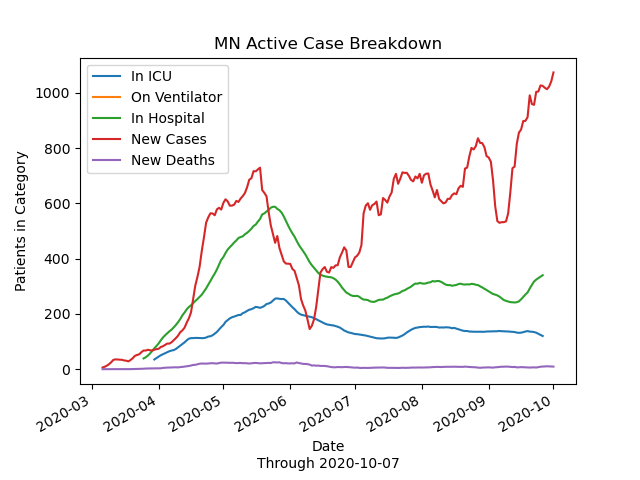 MN Active Case Breakdown
In ICU
On Ventilator
In Hospital
New Cases
New Deaths
Patients in Category
1000
800
600
400
200
0
2020-03
2020-04
2020-05
2020-06
2020-07
2020-08
2020-09
2020-10
Date
Through 2020-10-07